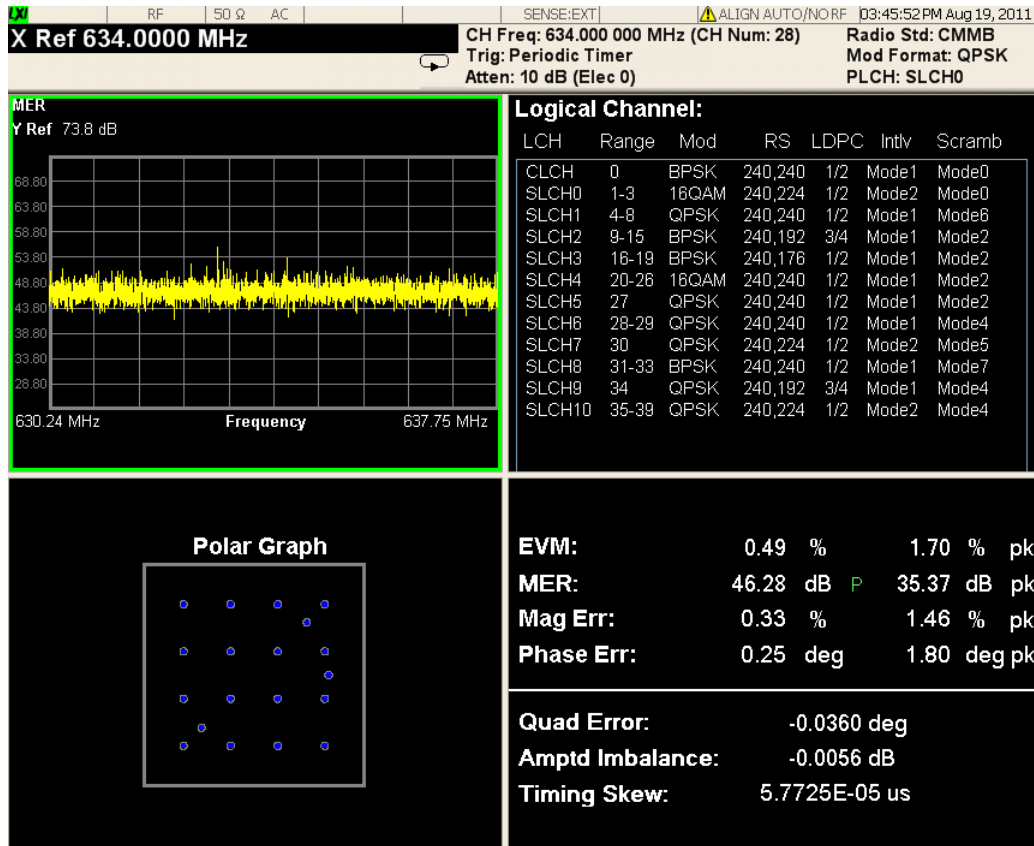 LXI RF 50 Ω AC SENSE:EXT ALIGN AUTO/NO RF 03:45:52 PM Aug 19, 2011
X Ref 634.0000 MHz
CH Freq: 634.000 000 MHz (CH Num: 28) Radio Std: CMMB
Trig: Periodic Timer Mod Format: QPSK
Atten: 10 dB (Elec 0) PLCH: SLCH0
MER
Y Ref 73.8 dB
68.80
63.80
58.80
53.80
48.80
43.80
38.80
33.80
28.80
630.24 MHz Frequency 637.75 MHz
Logical Channel:
LCH Range Mod RS LDPC Intlv Scramb
CLCH 0 BPSK 240,240 1/2 Mode1 Mode0
SLCH0 1-3 16QAM 240,224 1/2 Mode2 Mode0
SLCH1 4-8 QPSK 240,240 1/2 Mode1 Mode6
SLCH2 9-15 BPSK 240,192 3/4 Mode1 Mode2
SLCH3 16-19 BPSK 240,176 1/2 Mode1 Mode2
SLCH4 20-26 16QAM 240,240 1/2 Mode1 Mode2
SLCH5 27 QPSK 240,240 1/2 Mode1 Mode2
SLCH6 28-29 QPSK 240,240 1/2 Mode1 Mode4
SLCH7 30 QPSK 240,224 1/2 Mode2 Mode5
SLCH8 31-33 BPSK 240,240 1/2 Mode1 Mode7
SLCH9 34 QPSK 240,192 3/4 Mode1 Mode4
SLCH10 35-39 QPSK 240,224 1/2 Mode2 Mode4
Polar Graph
EVM: 0.49 % 1.70 % pk
MER: 46.28 dB P 35.37 dB pk
Mag Err: 0.33 % 1.46 % pk
Phase Err: 0.25 deg 1.80 deg pk
Quad Error: -0.0360 deg
Amptd Imbalance: -0.0056 dB
Timing Skew: 5.7725E-05 us